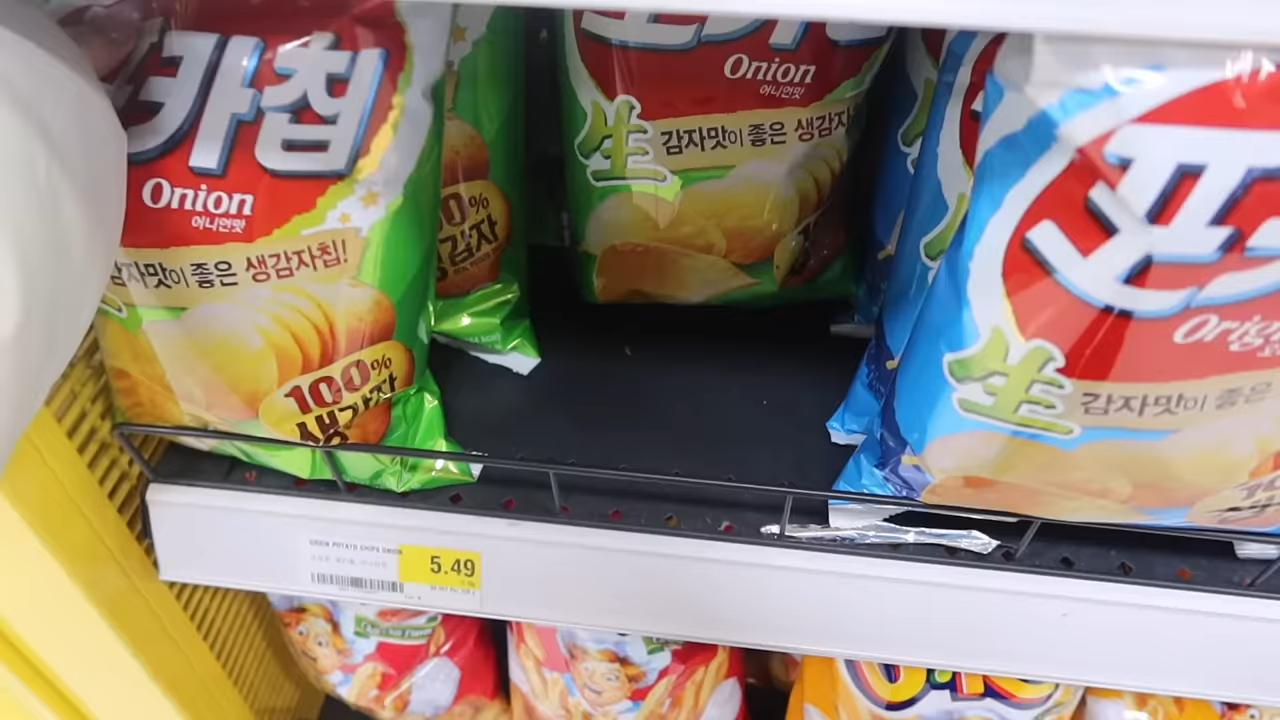 카칩
Onion
어니언맛
감자맛이 좋은 생감자칩!
100%
생감자
0%
감자
Onion
어니언맛
生
감자맛이 좋은 생감자
포
Orig
生
감자맛이 좋은
ORION POTATO CHIPS ONION
5.49